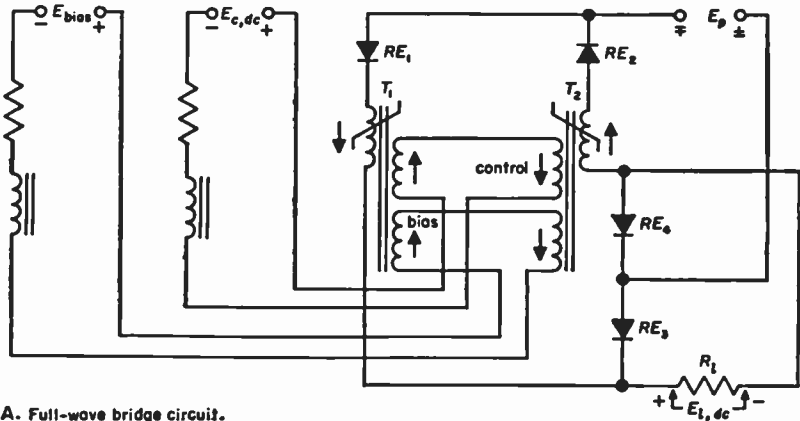 E bias
− +
E c, dc
− +
E p
∓ ±
RE1
RE2
T1
T2
control
bias
RE4
RE3
R l
+ E l, dc −
A. Full-wave bridge circuit.